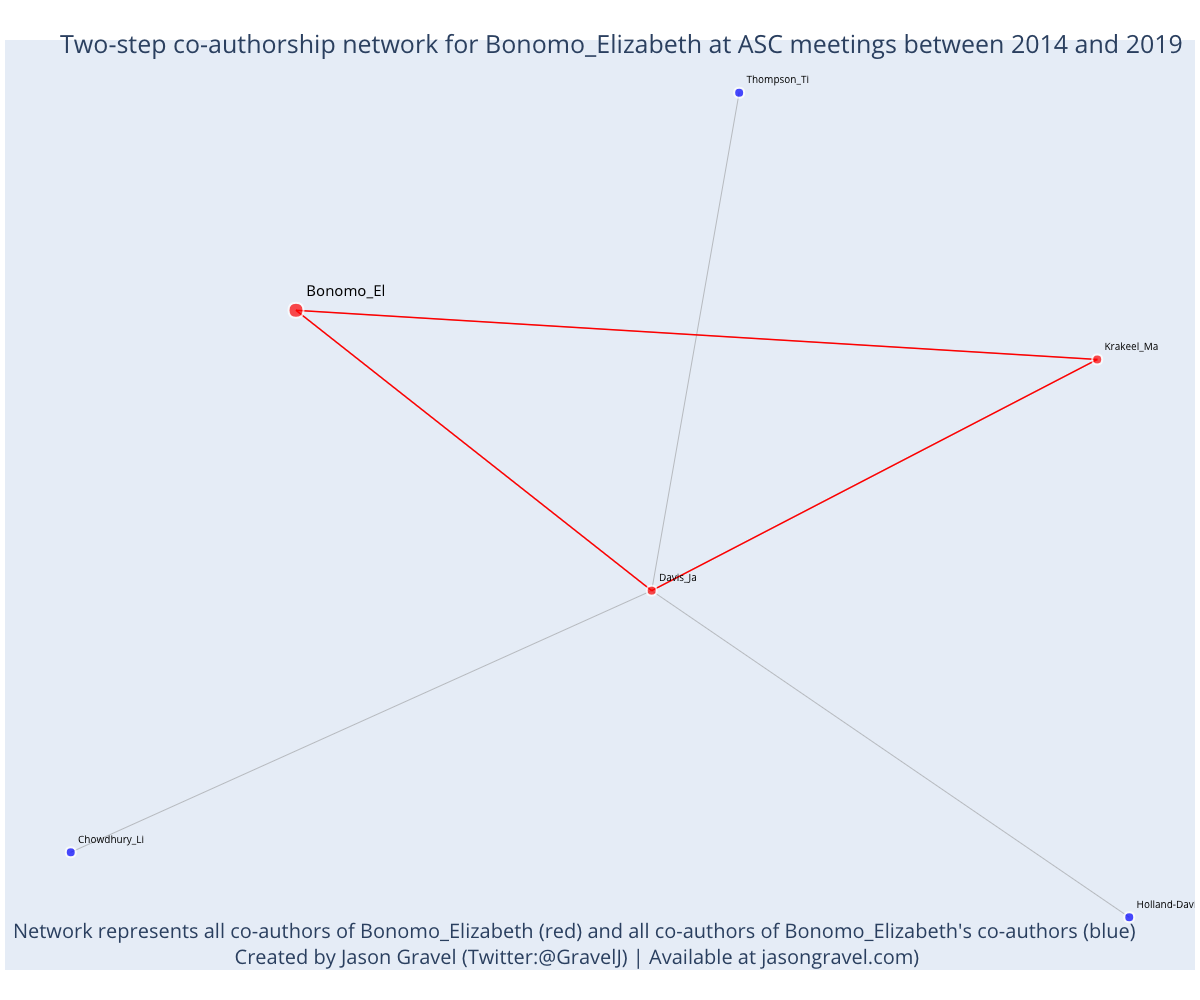 Two-step co-authorship network for Bonomo_Elizabeth at ASC meetings between 2014 and 2019
Thompson_Ti
Bonomo_El
Krakeel_Ma
Davis_Ja
Chowdhury_Li
Holland-Davi
Network represents all co-authors of Bonomo_Elizabeth (red) and all co-authors of Bonomo_Elizabeth's co-authors (blue)
Created by Jason Gravel (Twitter:@GravelJ) | Available at jasongravel.com)